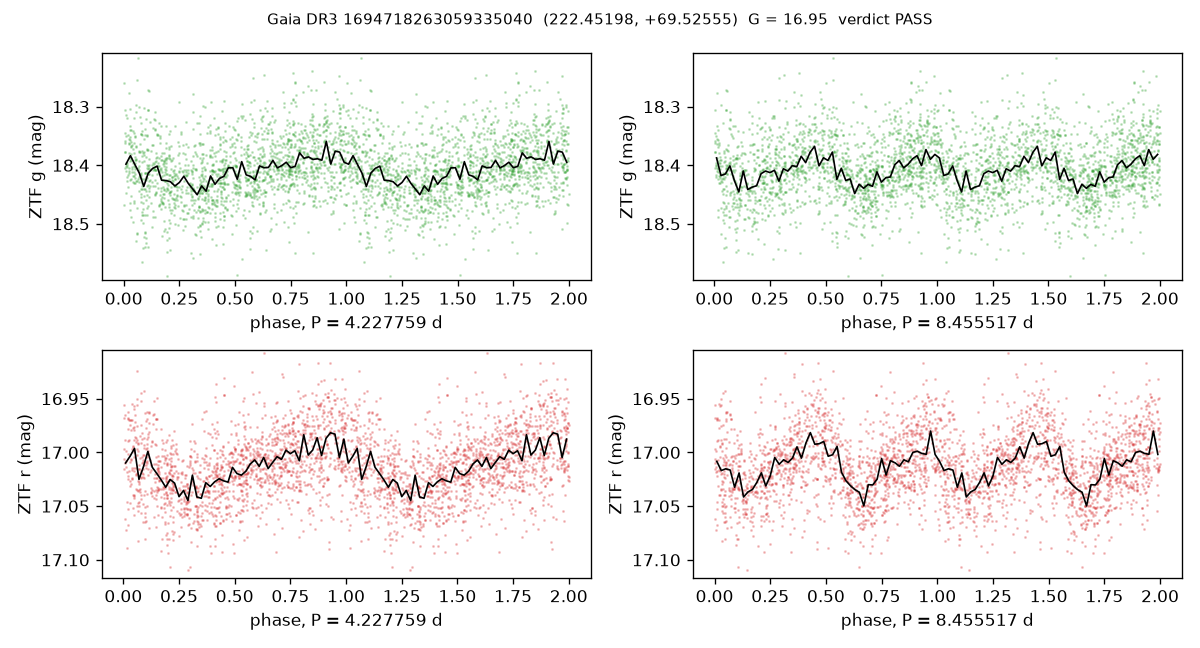 Gaia DR3 1694718263059335040 (222.45198, +69.52555) G = 16.95 verdict PASS
ZTF g (mag)
18.3
18.4
18.5
0.00 0.25 0.50 0.75 1.00 1.25 1.50 1.75 2.00
phase, P = 4.227759 d
ZTF g (mag)
18.3
18.4
18.5
0.00 0.25 0.50 0.75 1.00 1.25 1.50 1.75 2.00
phase, P = 8.455517 d
ZTF r (mag)
16.95
17.00
17.05
17.10
0.00 0.25 0.50 0.75 1.00 1.25 1.50 1.75 2.00
phase, P = 4.227759 d
ZTF r (mag)
16.95
17.00
17.05
17.10
0.00 0.25 0.50 0.75 1.00 1.25 1.50 1.75 2.00
phase, P = 8.455517 d